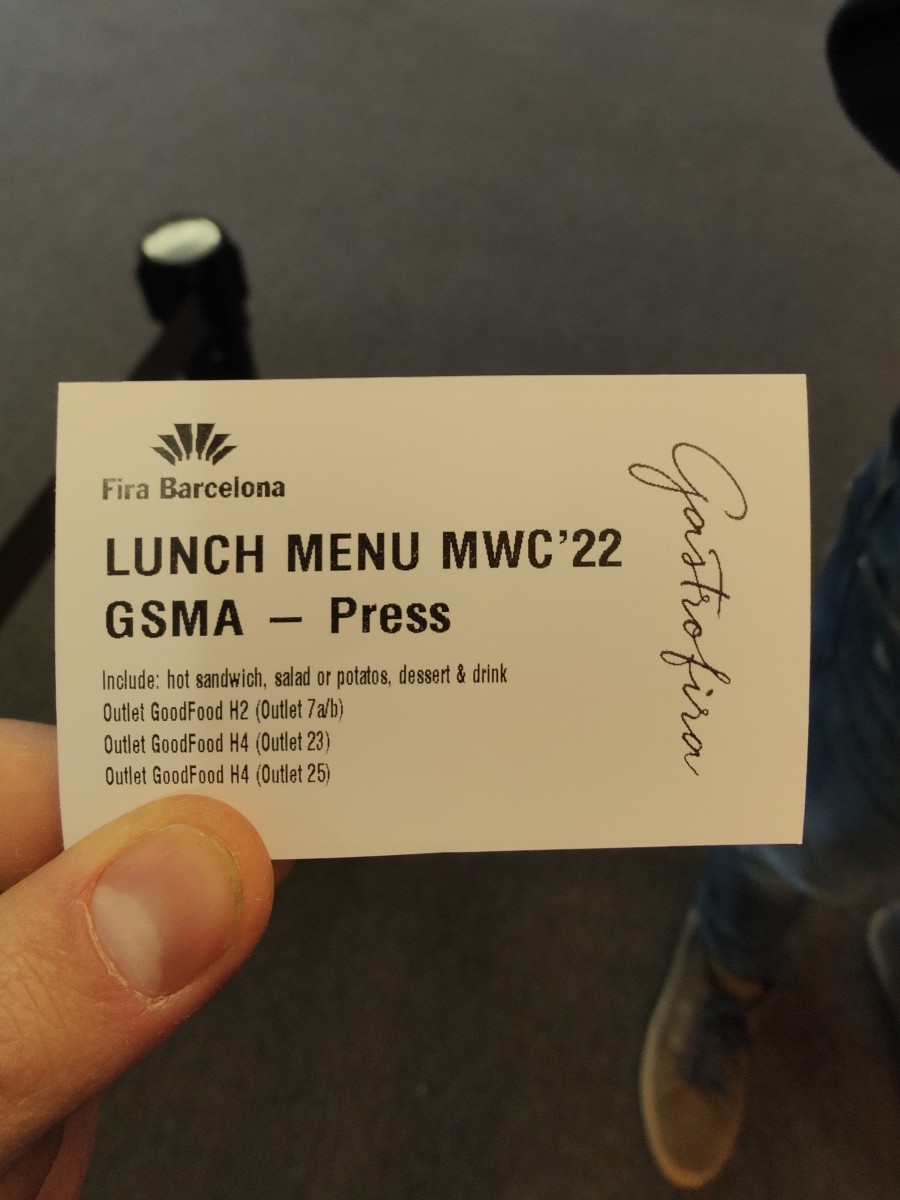 Fira Barcelona
LUNCH MENU MWC'22
GSMA – Press
Include: hot sandwich, salad or potatos, dessert & drink
Outlet GoodFood H2 (Outlet 7a/b)
Outlet GoodFood H4 (Outlet 23)
Outlet GoodFood H4 (Outlet 25)
Gastrofira